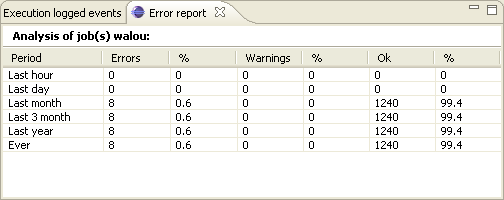 Execution logged events Error report
Analysis of job(s) walou:
Period Errors % Warnings % Ok %
Last hour 0 0 0 0 0 0
Last day 0 0 0 0 0 0
Last month 8 0.6 0 0 1240 99.4
Last 3 month 8 0.6 0 0 1240 99.4
Last year 8 0.6 0 0 1240 99.4
Ever 8 0.6 0 0 1240 99.4